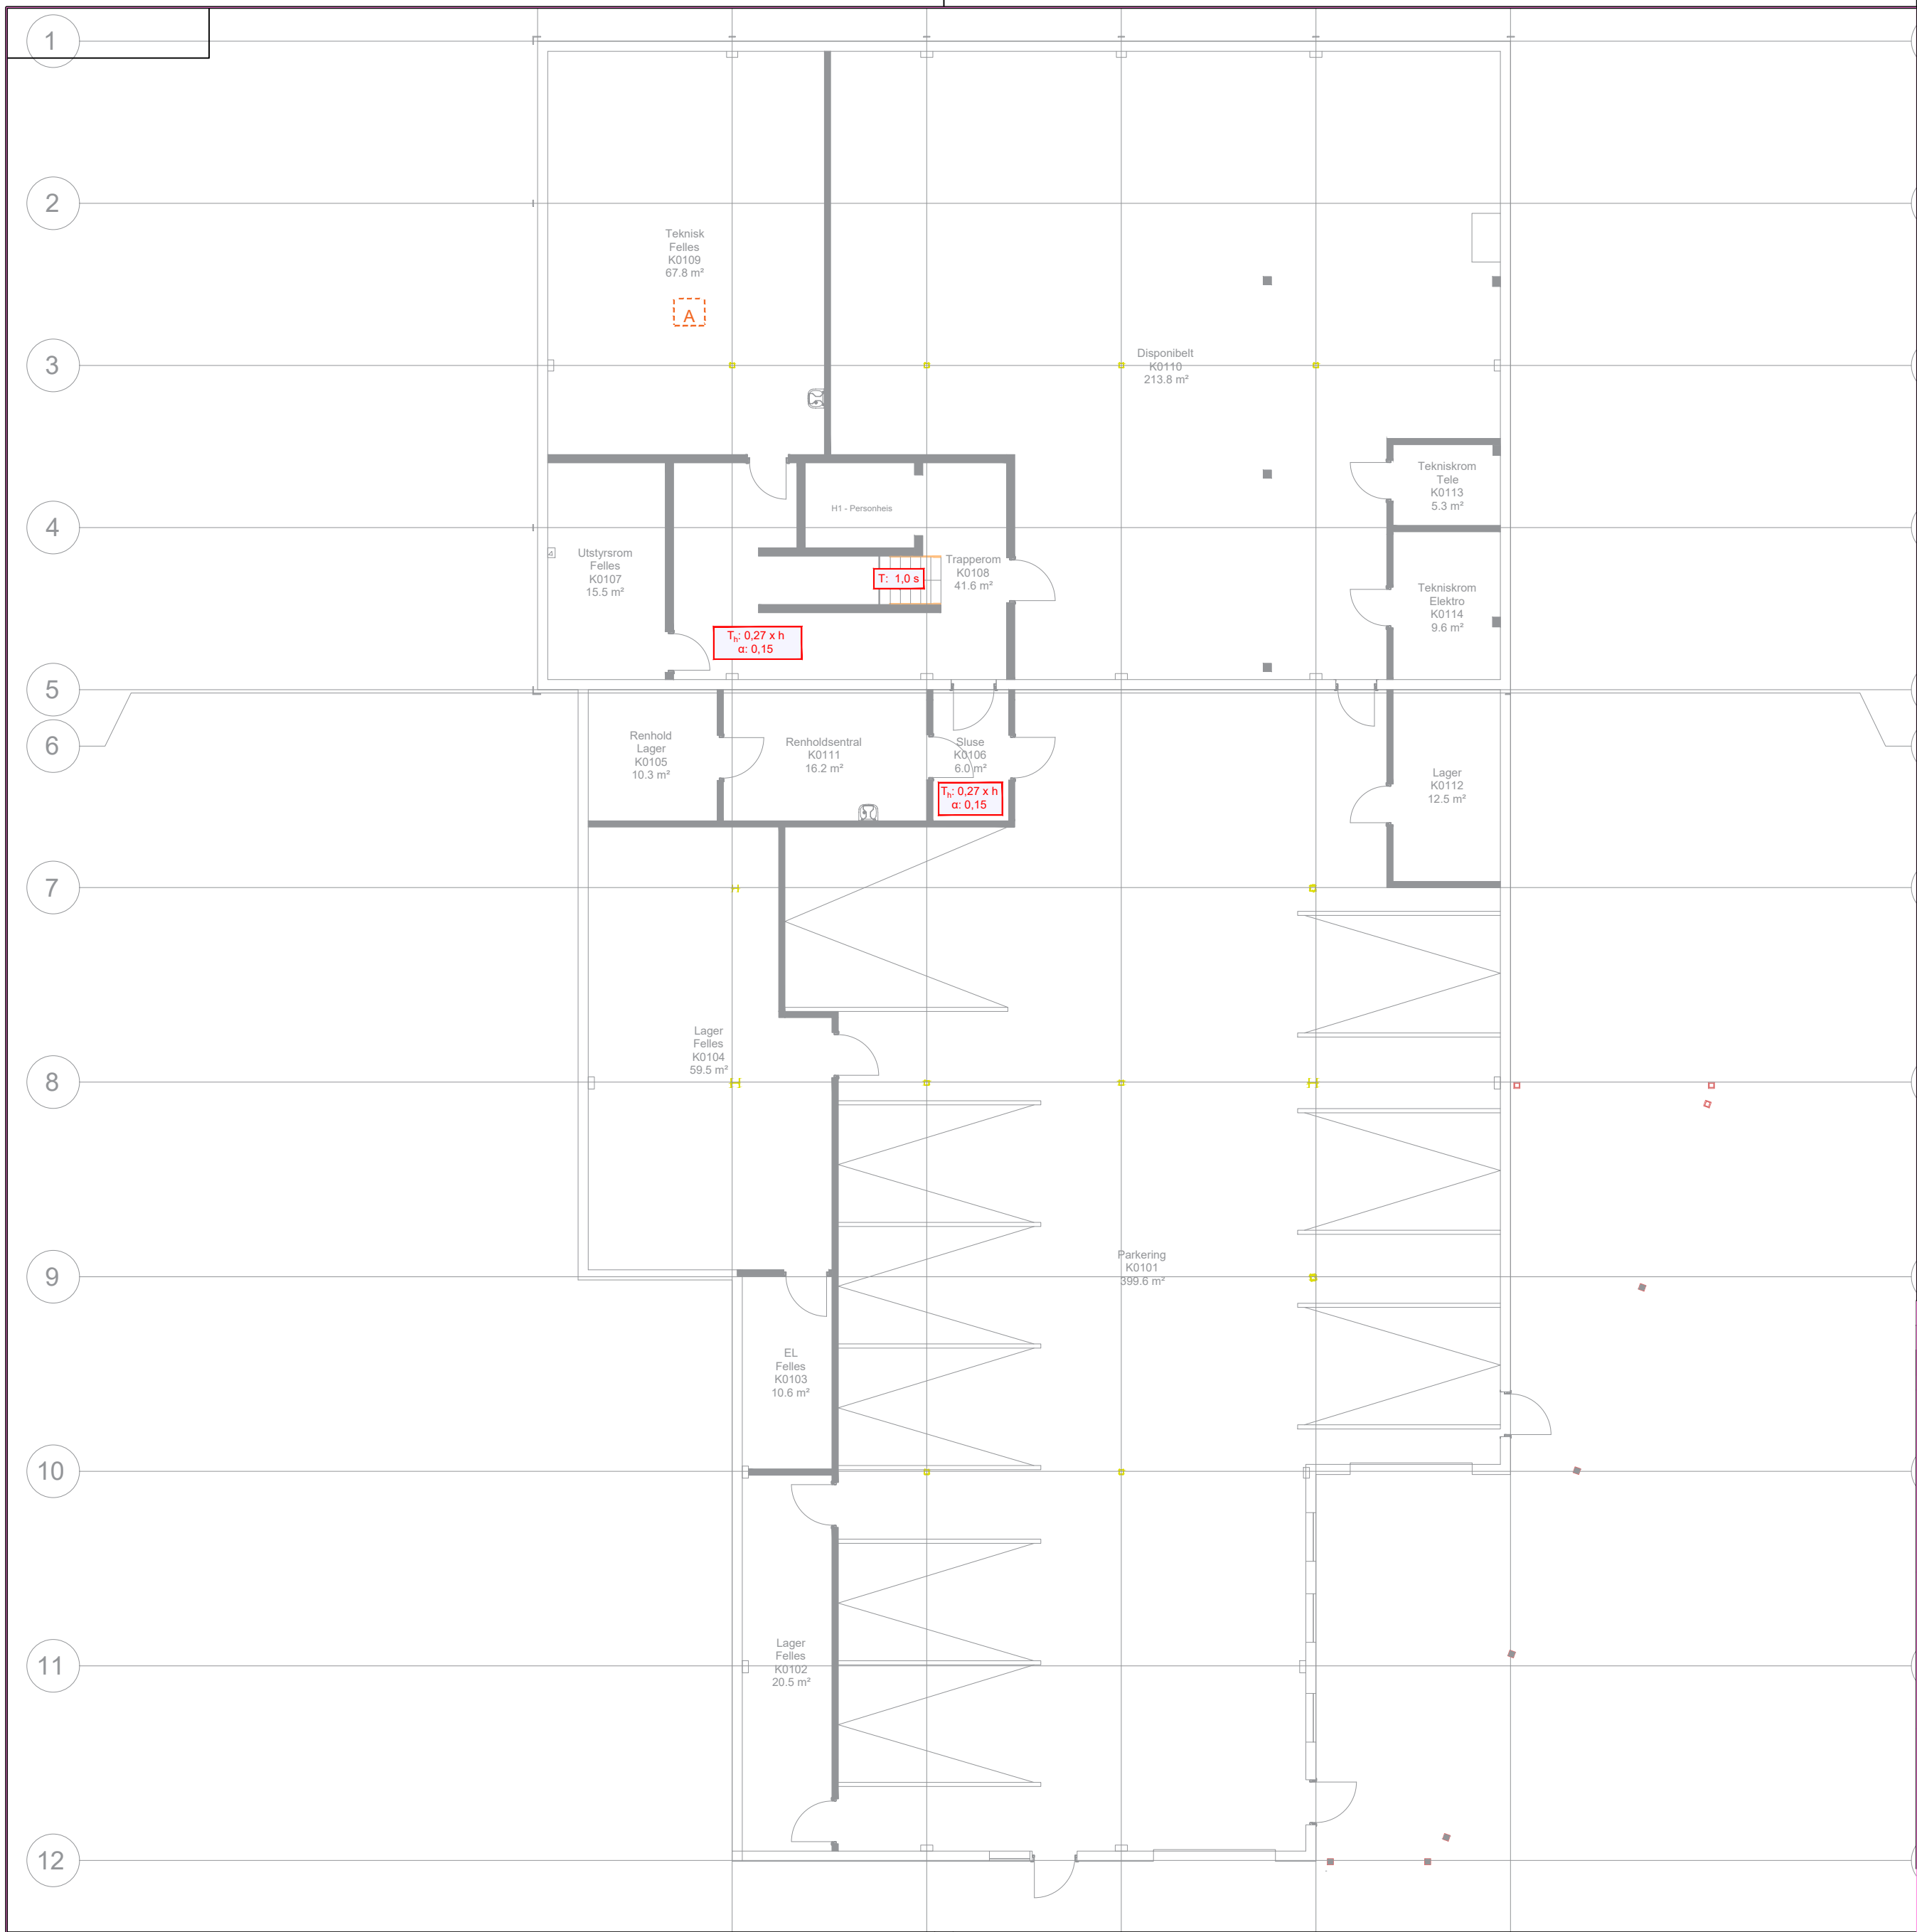 1
2
Teknisk
Felles
K0109
67.8 m²
A
3
Disponibelt
K0110
213.8 m²
Tekniskrom
Tele
K0113
5.3 m²
H1 - Personheis
4
Utstyrsrom
Felles
K0107
15.5 m²
T: 1,0 s
Trapperom
K0108
41.6 m²
Tekniskrom
Elektro
K0114
9.6 m²
Tₕ: 0,27 x h
α: 0,15
5
6
Renhold
Lager
K0105
10.3 m²
Renholdsentral
K0111
16.2 m²
Sluse
K0106
6.0 m²
Tₕ: 0,27 x h
α: 0,15
Lager
K0112
12.5 m²
7
Lager
Felles
K0104
59.5 m²
8
Parkering
K0101
399.6 m²
9
EL
Felles
K0103
10.6 m²
10
Lager
Felles
K0102
20.5 m²
11
12